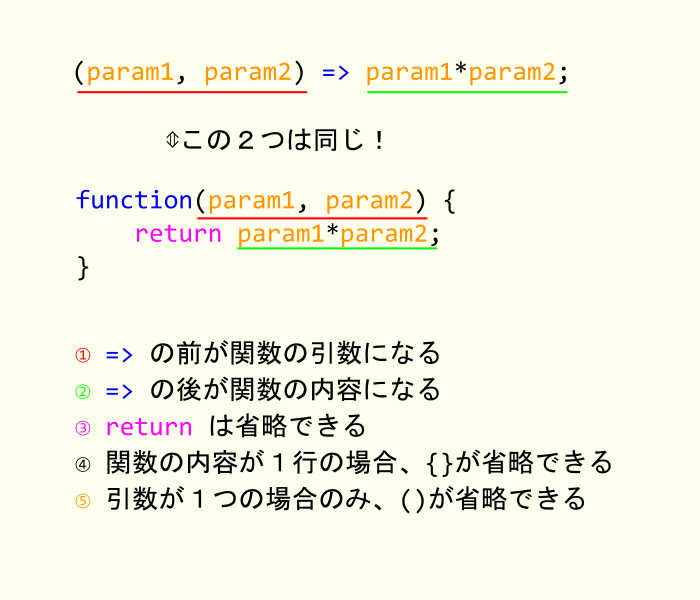 (param1, param2) => param1*param2;
⇕この２つは同じ！
function(param1, param2) {
return param1*param2;
}
① => の前が関数の引数になる
② => の後が関数の内容になる
③ return は省略できる
④ 関数の内容が１行の場合、{}が省略できる
⑤ 引数が１つの場合のみ、()が省略できる